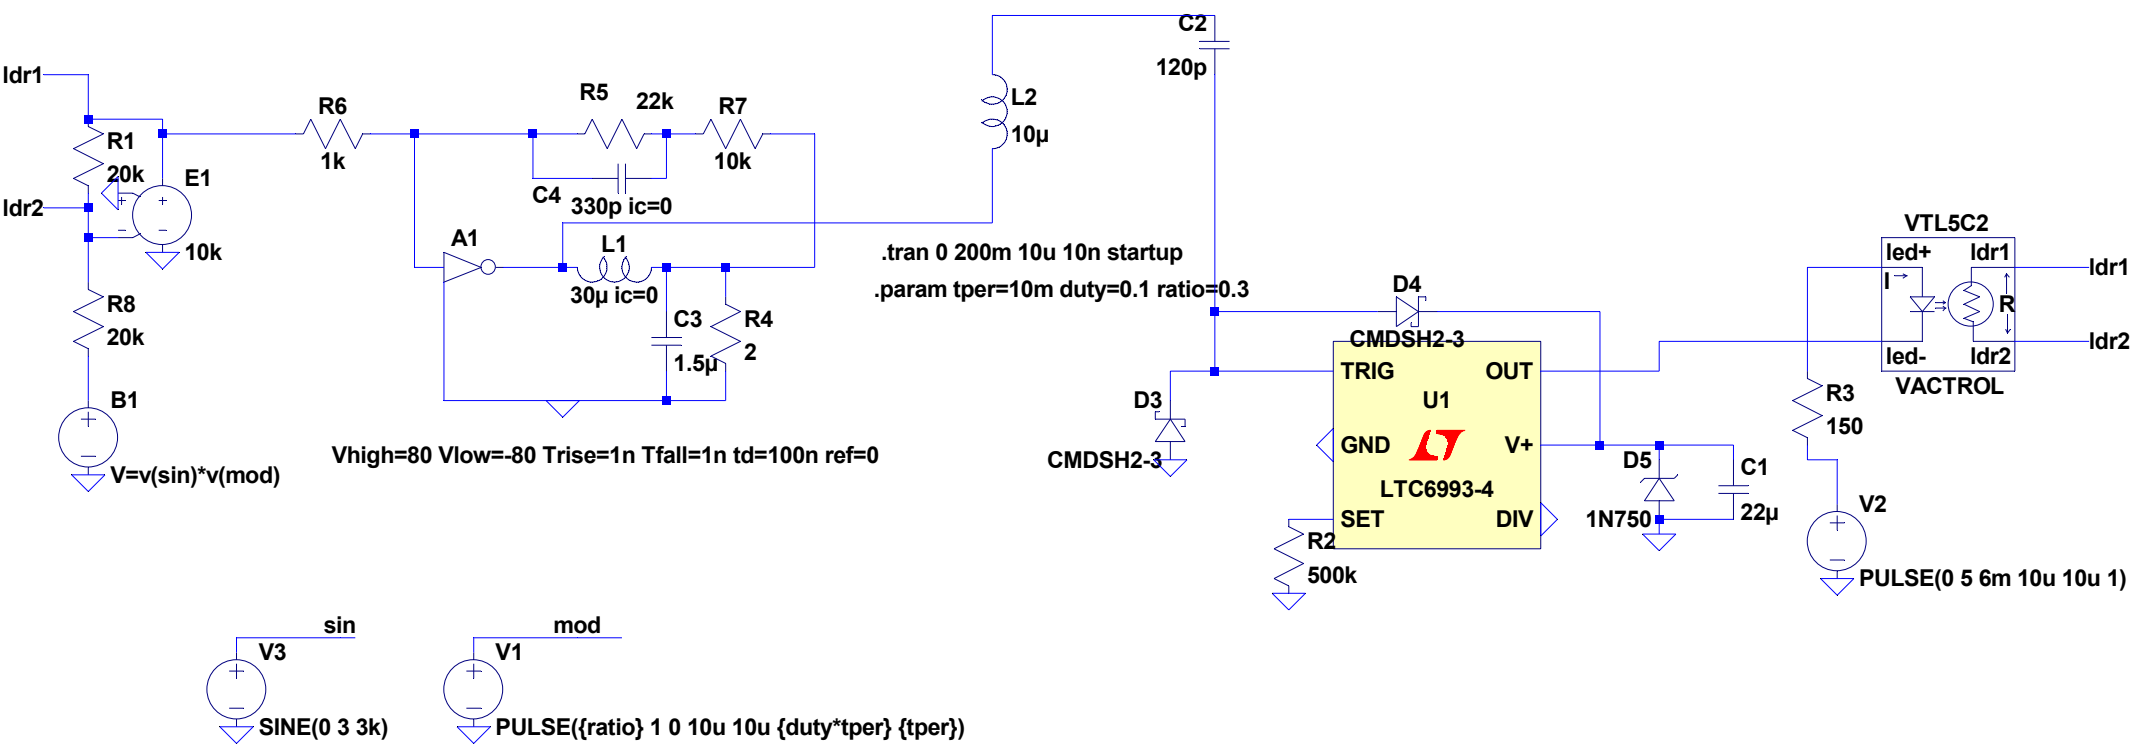 C2
120p
ldr1
R1
20k
ldr2
E1
10k
R6
1k
R5
22k
R7
10k
C4
330p ic=0
L2
10µ
A1
L1
30µ ic=0
.tran 0 200m 10u 10n startup
.param tper=10m duty=0.1 ratio=0.3
C3
1.5µ
R4
2
R8
20k
B1
V=v(sin)*v(mod)
Vhigh=80 Vlow=-80 Trise=1n Tfall=1n td=100n ref=0
D4
CMDSH2-3
D3
CMDSH2-3
TRIG
OUT
U1
GND
V+
LTC6993-4
SET
DIV
R2
500k
D5
1N750
C1
22µ
VTL5C2
led+
ldr1
I
R
led-
ldr2
VACTROL
ldr1
ldr2
R3
150
V2
PULSE(0 5 6m 10u 10u 1)
sin
V3
SINE(0 3 3k)
mod
V1
PULSE({ratio} 1 0 10u 10u {duty*tper} {tper})